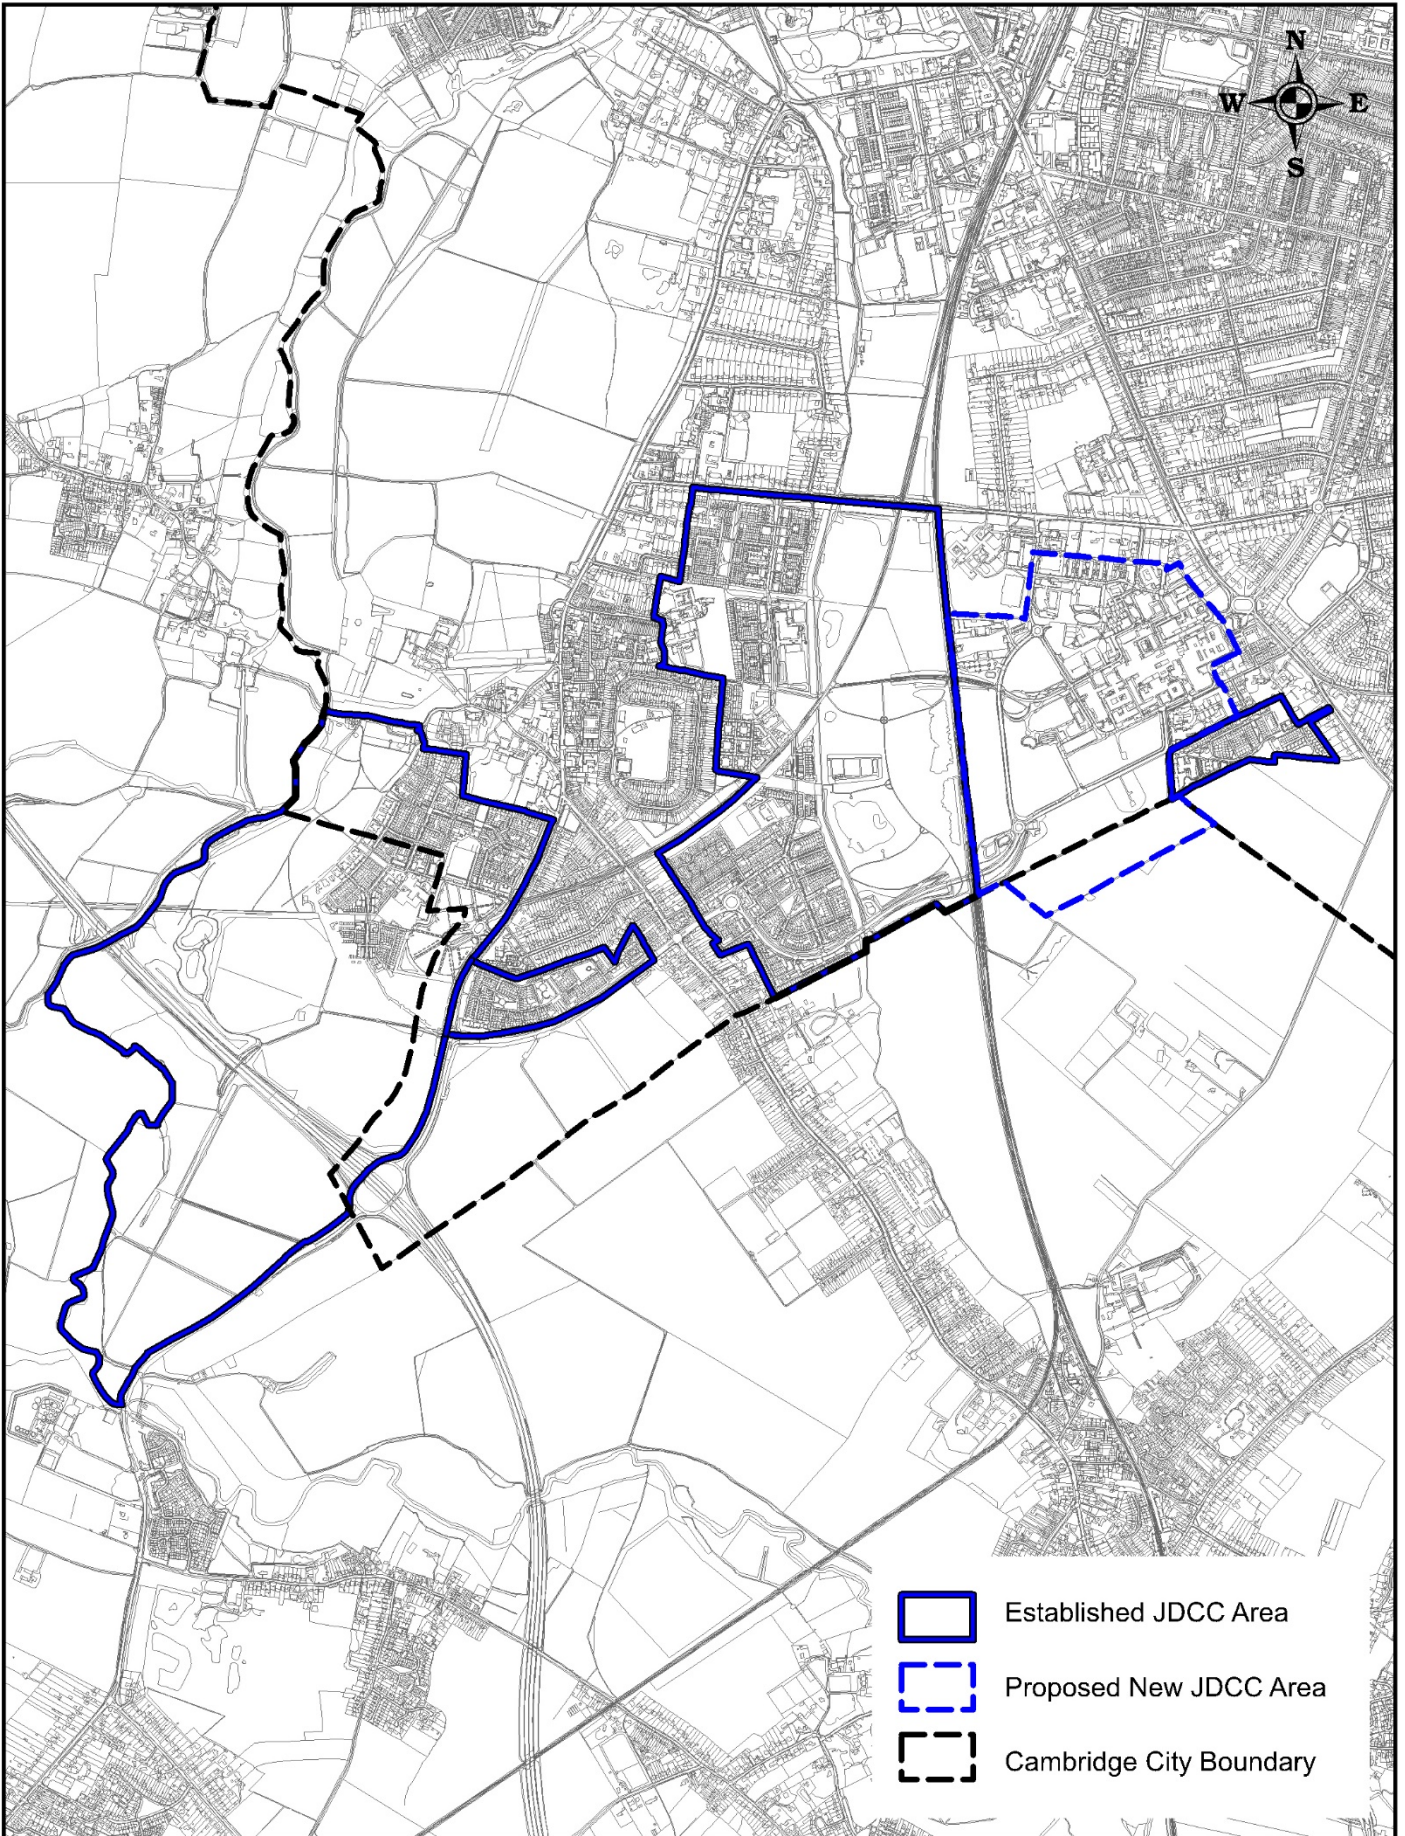 N
W E
S
Established JDCC Area
Proposed New JDCC Area
Cambridge City Boundary